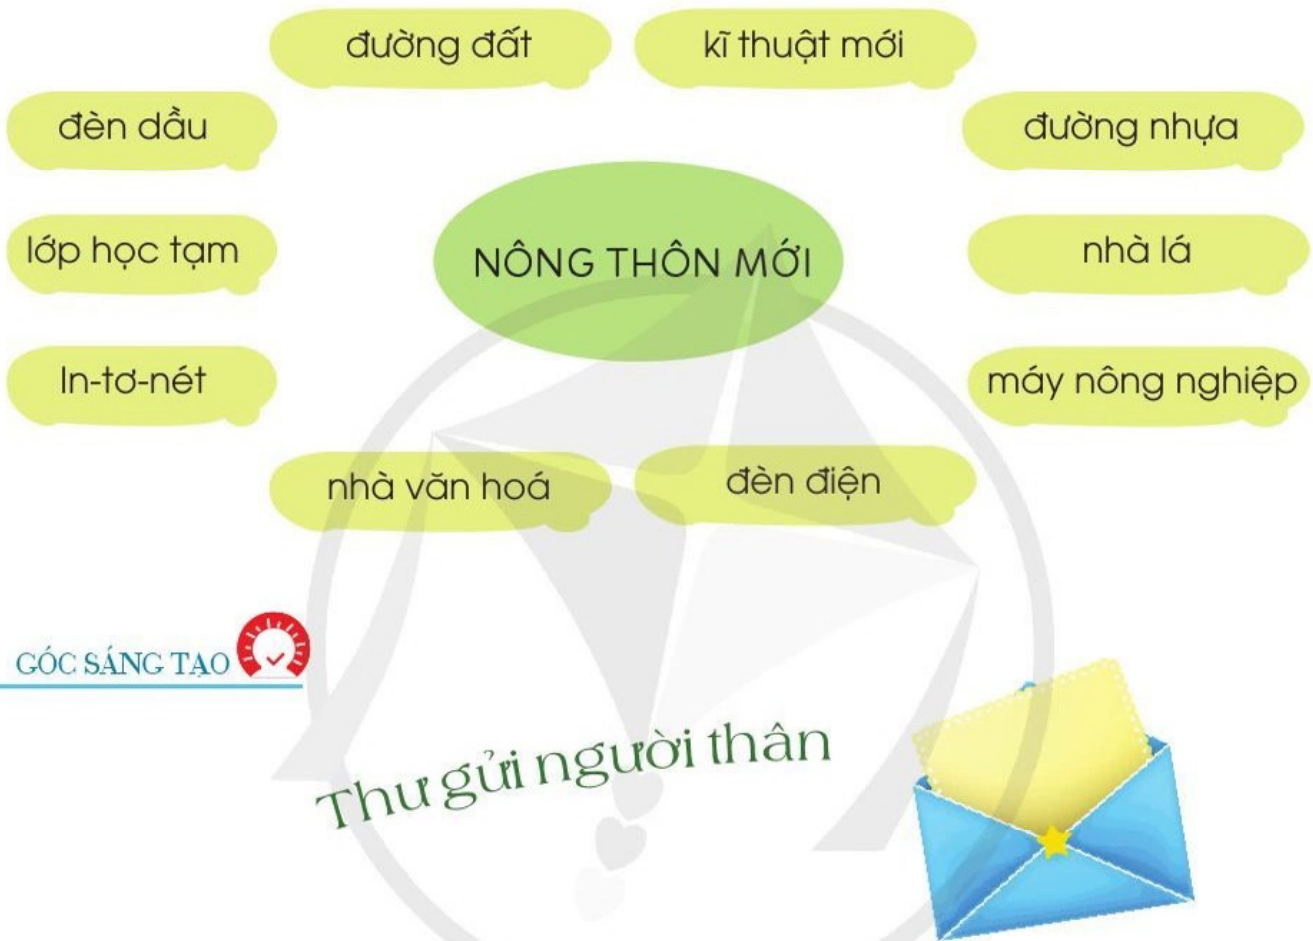 đường đất
kĩ thuật mới
đèn dầu
đường nhựa
lớp học tạm
NÔNG THÔN MỚI
nhà lá
In-tơ-nét
máy nông nghiệp
nhà văn hoá
đèn điện
GÓC SÁNG TẠO
Thư gửi người thân